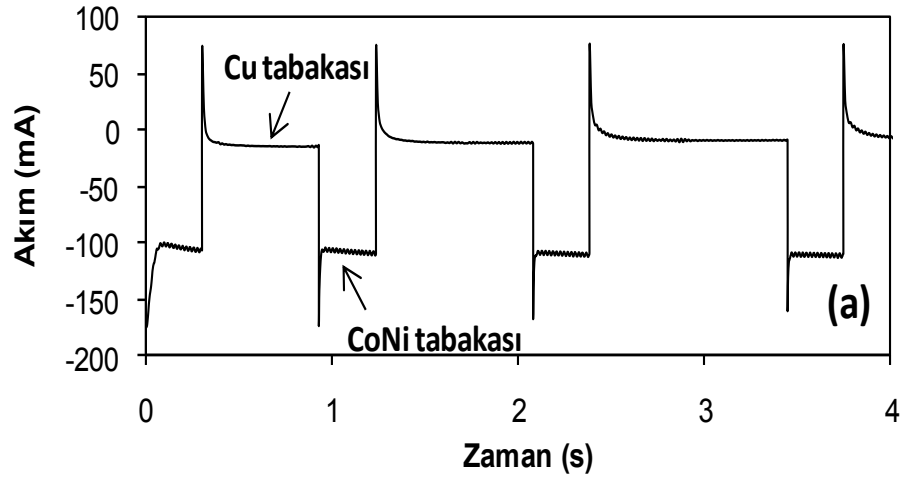 100
50
0
-50
-100
-150
-200
Akım (mA)
Cu tabakası
CoNi tabakası
(a)
0 1 2 3 4
Zaman (s)